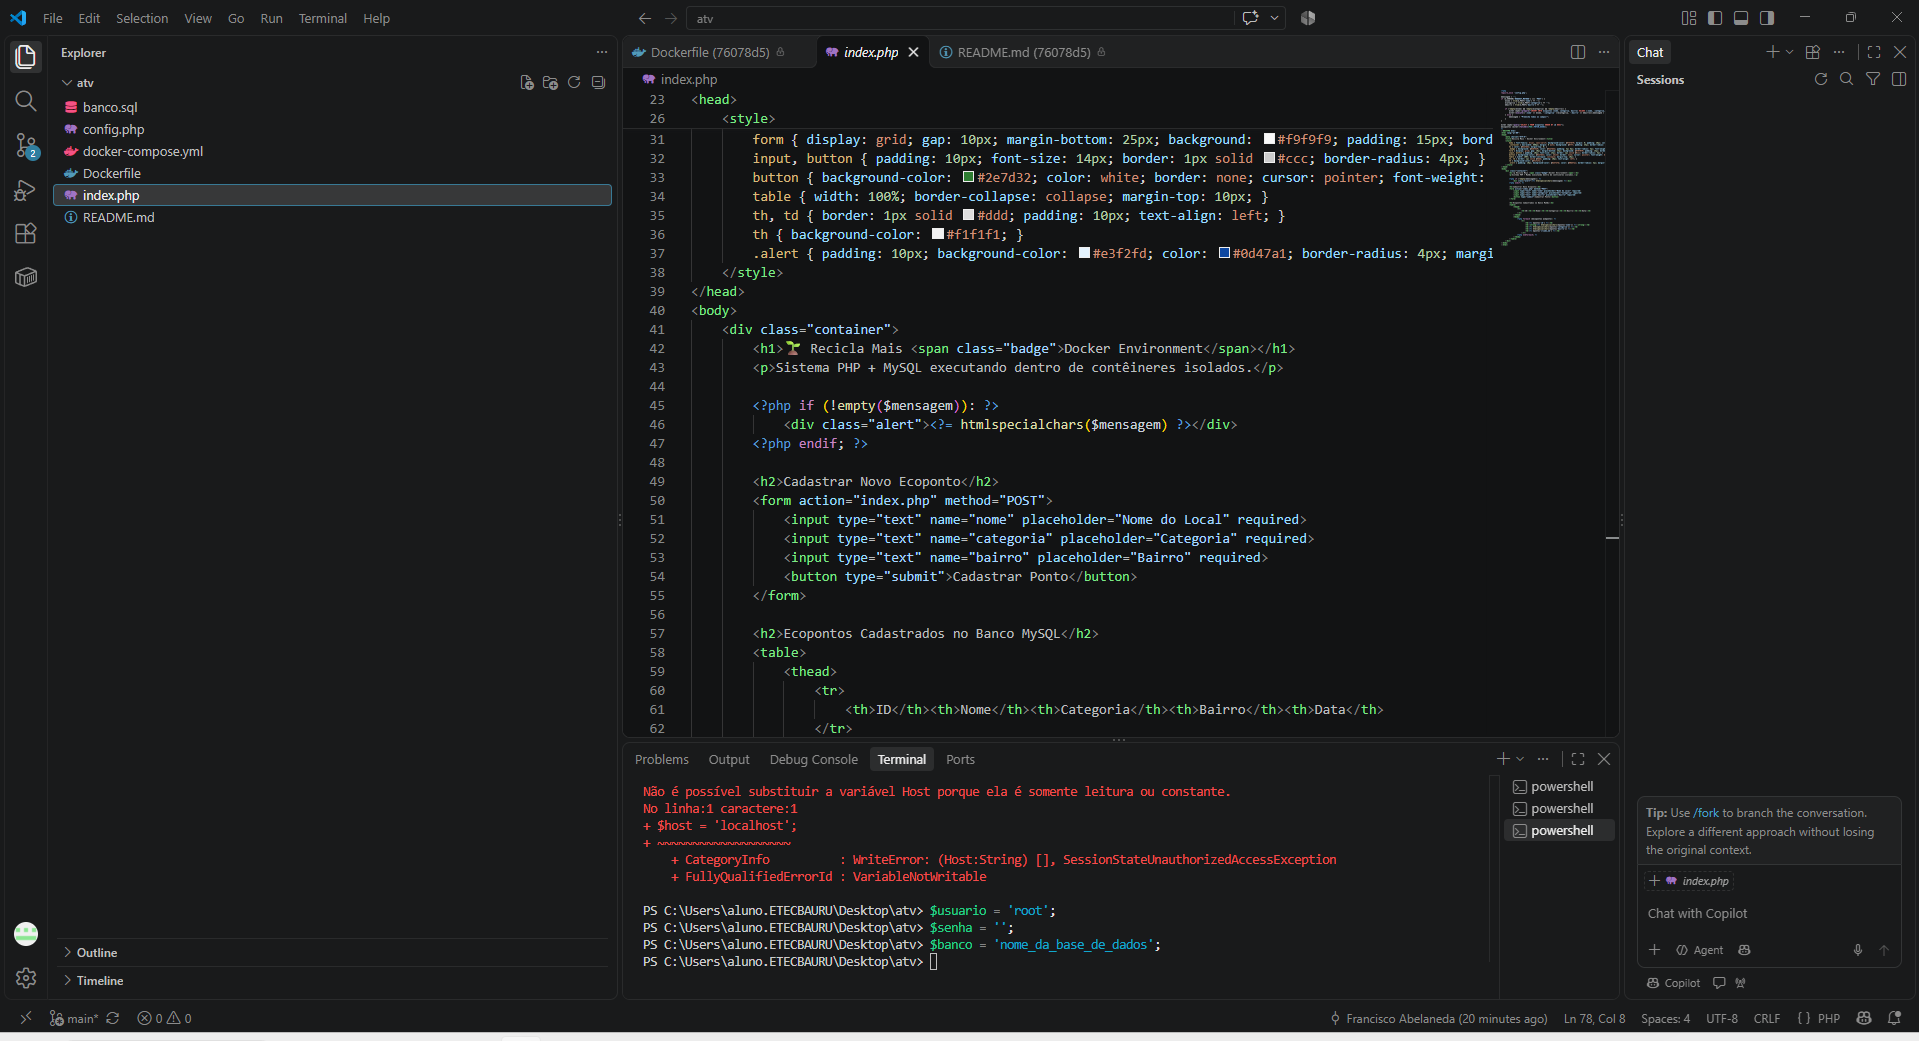 File Edit Selection View Go Run Terminal Help
atv
Explorer
atv
banco.sql
config.php
docker-compose.yml
Dockerfile
index.php
README.md
Outline
Timeline
Dockerfile (76078d5)
index.php
README.md (76078d5)
index.php
23 <head>
26 <style>
31 form { display: grid; gap: 10px; margin-bottom: 25px; background: #f9f9f9; padding: 15px; bord
32 input, button { padding: 10px; font-size: 14px; border: 1px solid #ccc; border-radius: 4px; }
33 button { background-color: #2e7d32; color: white; border: none; cursor: pointer; font-weight:
34 table { width: 100%; border-collapse: collapse; margin-top: 10px; }
35 th, td { border: 1px solid #ddd; padding: 10px; text-align: left; }
36 th { background-color: #f1f1f1; }
37 .alert { padding: 10px; background-color: #e3f2fd; color: #0d47a1; border-radius: 4px; margi
38 </style>
39 </head>
40 <body>
41 <div class="container">
42 <h1>🌱 Recicla Mais <span class="badge">Docker Environment</span></h1>
43 <p>Sistema PHP + MySQL executando dentro de contêineres isolados.</p>
44
45 <?php if (!empty($mensagem)): ?>
46 <div class="alert"><?= htmlspecialchars($mensagem) ?></div>
47 <?php endif; ?>
48
49 <h2>Cadastrar Novo Ecoponto</h2>
50 <form action="index.php" method="POST">
51 <input type="text" name="nome" placeholder="Nome do Local" required>
52 <input type="text" name="categoria" placeholder="Categoria" required>
53 <input type="text" name="bairro" placeholder="Bairro" required>
54 <button type="submit">Cadastrar Ponto</button>
55 </form>
56
57 <h2>Ecopontos Cadastrados no Banco MySQL</h2>
58 <table>
59 <thead>
60 <tr>
61 <th>ID</th><th>Nome</th><th>Categoria</th><th>Bairro</th><th>Data</th>
62 </tr>
Problems Output Debug Console Terminal Ports
Não é possível substituir a variável Host porque ela é somente leitura ou constante.
No linha:1 caractere:1
+ $host = 'localhost';
+ ~~~~~~~~~~~~~~~~~~~
+ CategoryInfo : WriteError: (Host:String) [], SessionStateUnauthorizedAccessException
+ FullyQualifiedErrorId : VariableNotWritable
PS C:\Users\aluno.ETECBAURU\Desktop\atv> $usuario = 'root';
PS C:\Users\aluno.ETECBAURU\Desktop\atv> $senha = '';
PS C:\Users\aluno.ETECBAURU\Desktop\atv> $banco = 'nome_da_base_de_dados';
PS C:\Users\aluno.ETECBAURU\Desktop\atv>
powershell
powershell
powershell
Chat
Sessions
Tip: Use /fork to branch the conversation.
Explore a different approach without losing
the original context.
index.php
Chat with Copilot
Agent
Copilot
2
main* 0 0
Francisco Abelaneda (20 minutes ago) Ln 78, Col 8 Spaces: 4 UTF-8 CRLF { } PHP